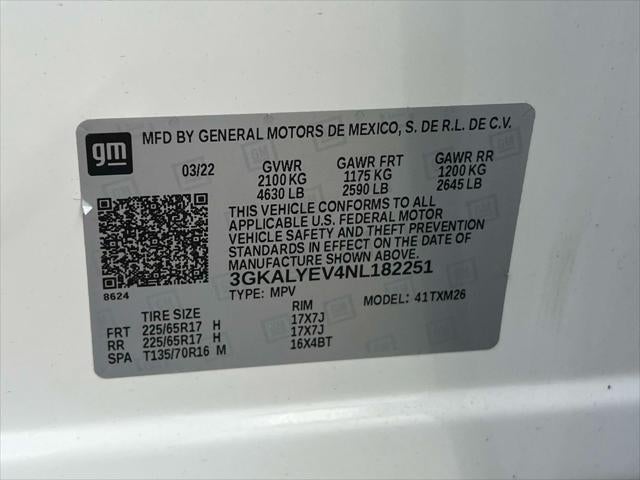 gm MFD BY GENERAL MOTORS DE MEXICO, S. DE R.L. DE C.V.
03/22 GVWR GAWR FRT GAWR RR
2100 KG 1175 KG 1200 KG
4630 LB 2590 LB 2645 LB
THIS VEHICLE CONFORMS TO ALL
APPLICABLE U.S. FEDERAL MOTOR
VEHICLE SAFETY AND THEFT PREVENTION
STANDARDS IN EFFECT ON THE DATE OF
MANUFACTURE SHOWN ABOVE.
3GKALYEV4NL182251
8624 TYPE: MPV MODEL: 41TXM26
TIRE SIZE RIM
FRT 225/65R17 H 17X7J
RR 225/65R17 H 17X7J
SPA T135/70R16 M 16X4BT